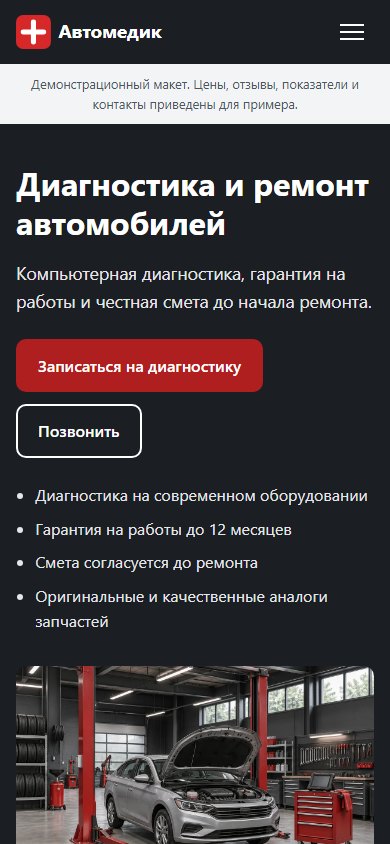 Автомедик
Демонстрационный макет. Цены, отзывы, показатели и
контакты приведены для примера.
Диагностика и ремонт
автомобилей
Компьютерная диагностика, гарантия на
работы и честная смета до начала ремонта.
Записаться на диагностику
Позвонить
Диагностика на современном оборудовании
Гарантия на работы до 12 месяцев
Смета согласуется до ремонта
Оригинальные и качественные аналоги
запчастей